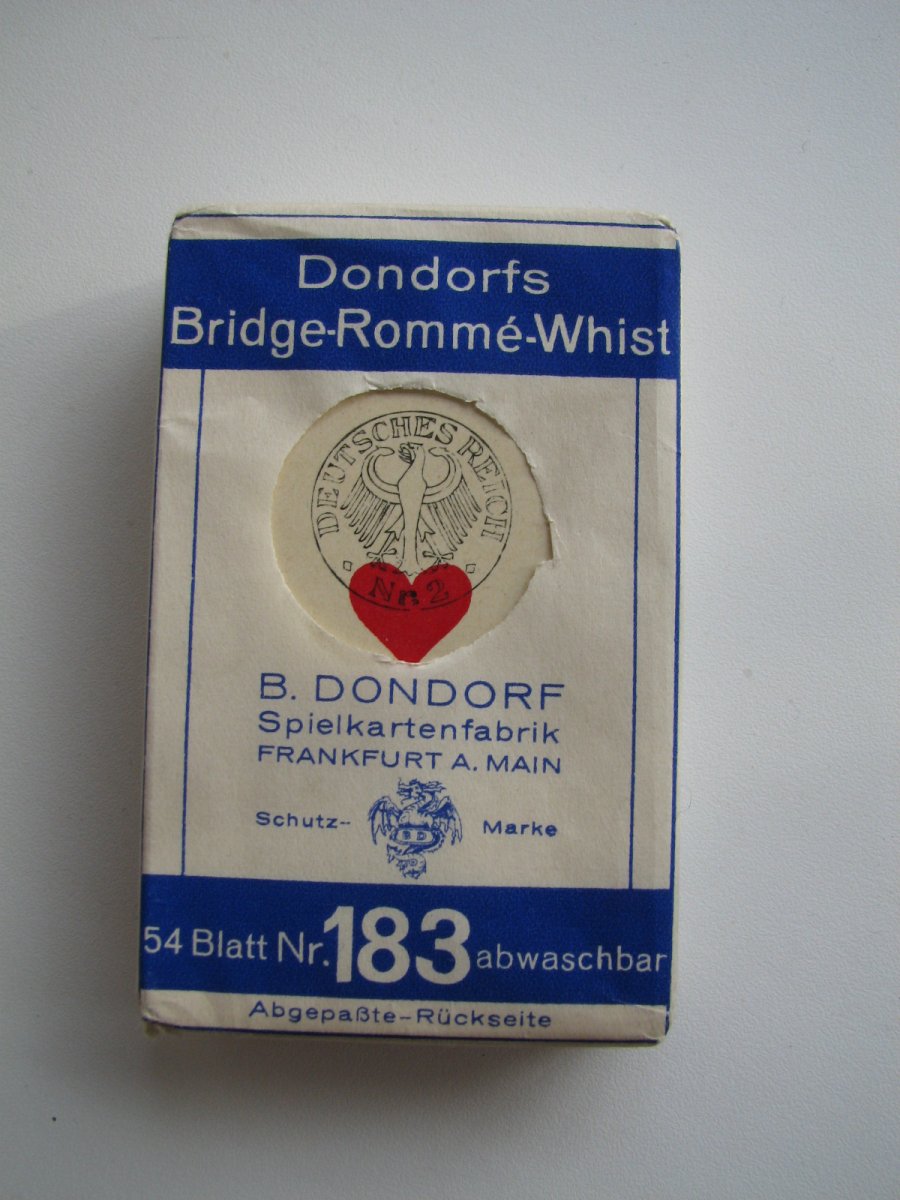 Dondorfs
Bridge-Rommé-Whist
DEUTSCHES REICH
Nr. 2
B. DONDORF
Spielkartenfabrik
FRANKFURT A. MAIN
Schutz-- Marke
BD
54 Blatt Nr. 183 abwaschbar
Abgepaßte-Rückseite